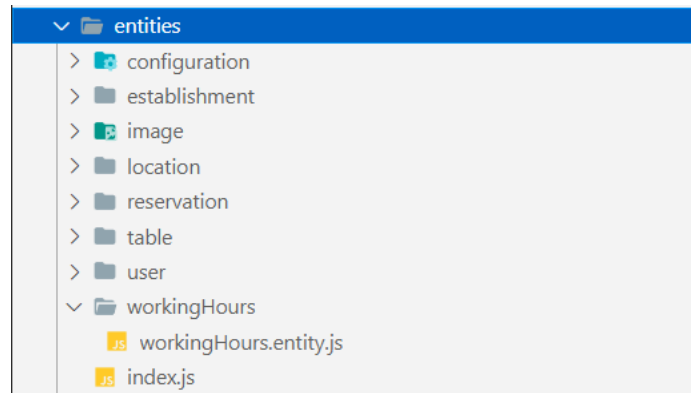 entities
configuration
establishment
image
location
reservation
table
user
workingHours
JS workingHours.entity.js
JS index.js